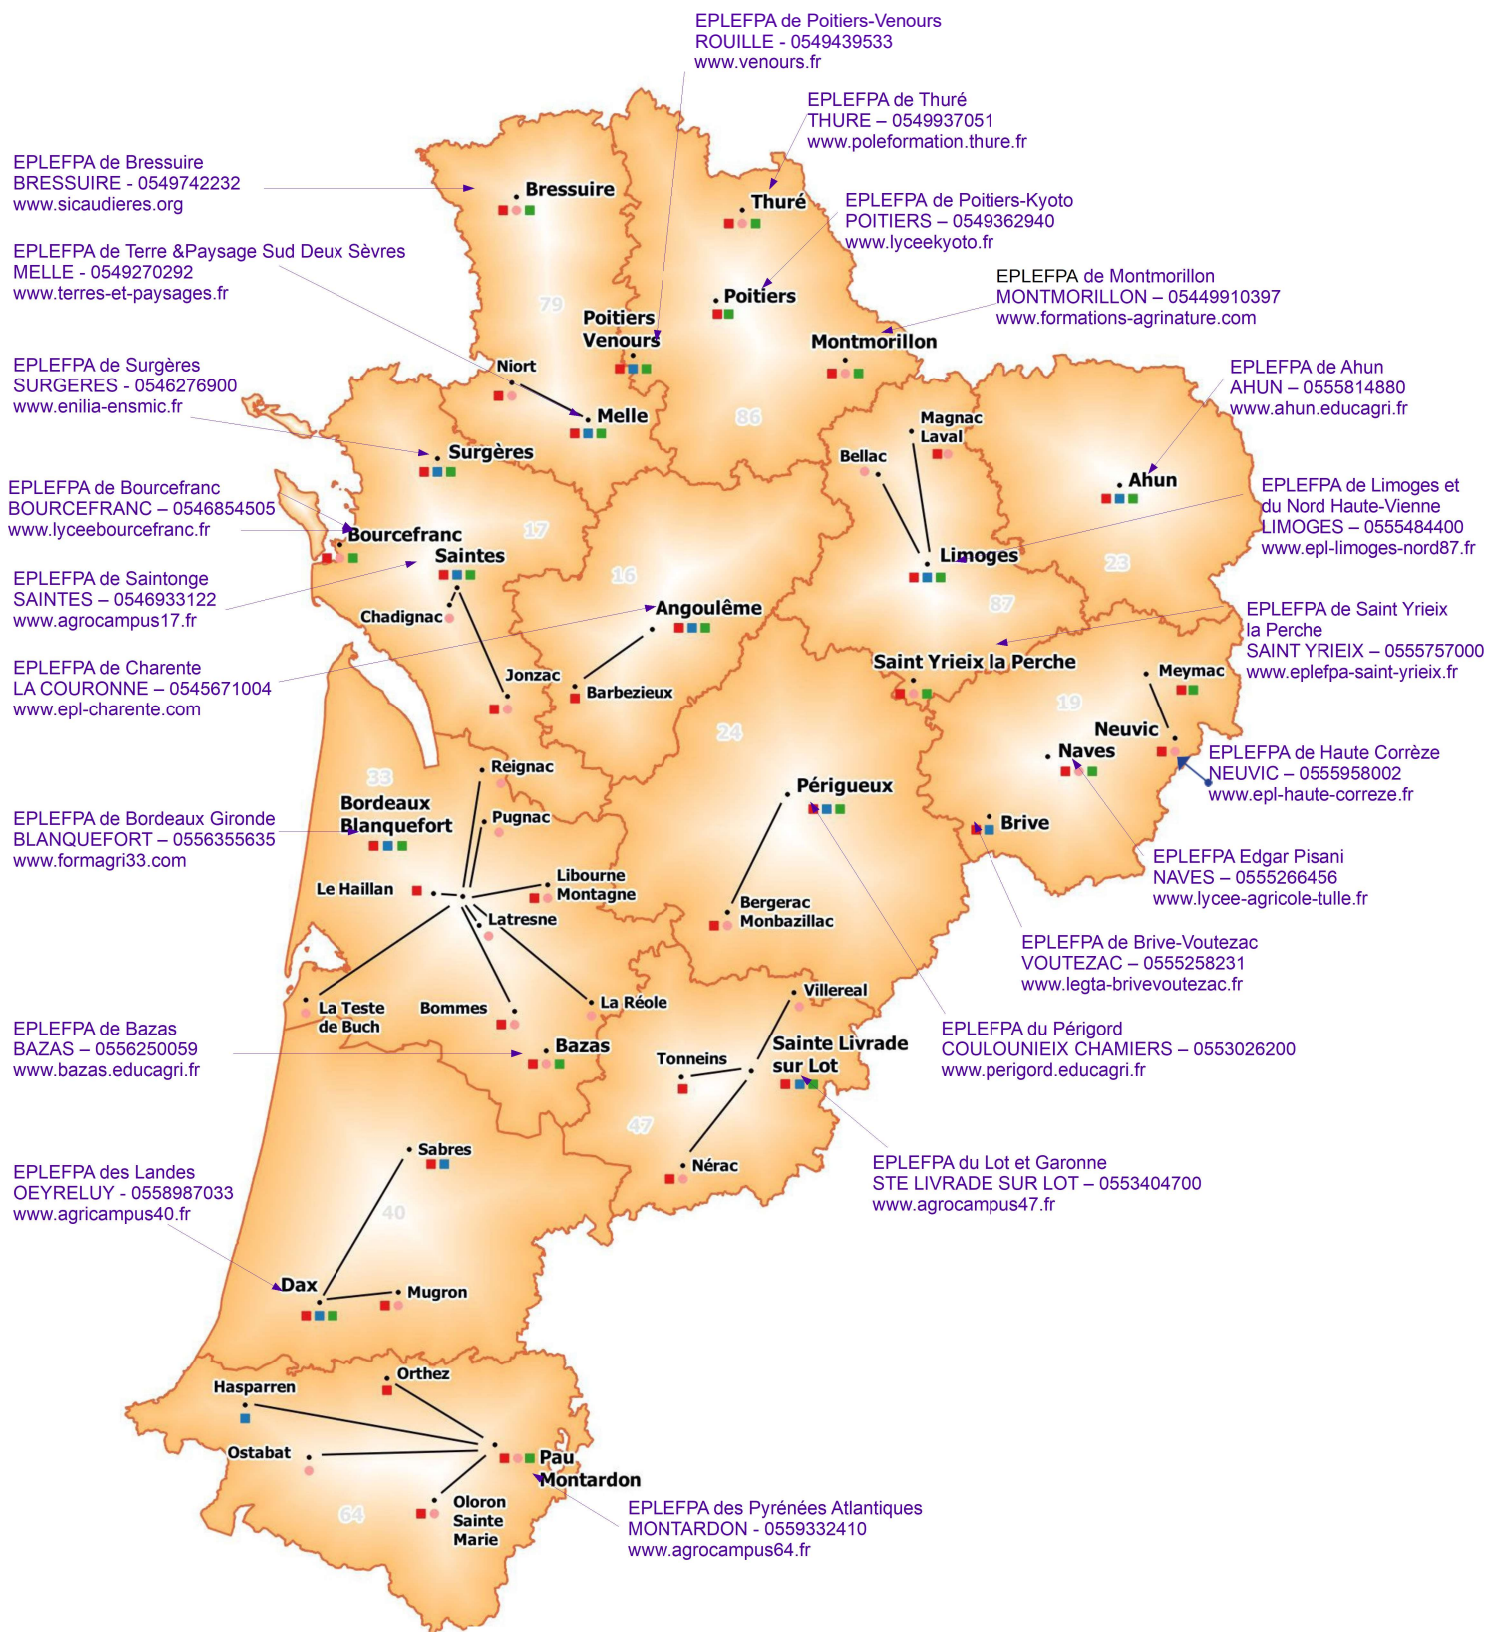 EPLEFPA de Poitiers-Venours
ROUILLE - 0549439533
www.venours.fr
EPLEFPA de Thuré
THURE – 0549937051
www.poleformation.thure.fr
EPLEFPA de Bressuire
BRESSUIRE - 0549742232
www.sicaudieres.org
EPLEFPA de Poitiers-Kyoto
POITIERS – 0549362940
www.lyceekyoto.fr
EPLEFPA de Terre &Paysage Sud Deux Sèvres
MELLE - 0549270292
www.terres-et-paysages.fr
EPLEFPA de Montmorillon
MONTMORILLON – 05449910397
www.formations-agrinature.com
EPLEFPA de Surgères
SURGERES - 0546276900
www.enilia-ensmic.fr
EPLEFPA de Ahun
AHUN – 0555814880
www.ahun.educagri.fr
EPLEFPA de Bourcefranc
BOURCEFRANC – 0546854505
www.lyceebourcefranc.fr
EPLEFPA de Limoges et
du Nord Haute-Vienne
LIMOGES – 0555484400
www.epl-limoges-nord87.fr
EPLEFPA de Saintonge
SAINTES – 0546933122
www.agrocampus17.fr
EPLEFPA de Saint Yrieix
la Perche
SAINT YRIEIX – 0555757000
www.eplefpa-saint-yrieix.fr
EPLEFPA de Charente
LA COURONNE – 0545671004
www.epl-charente.com
EPLEFPA de Haute Corrèze
NEUVIC – 0555958002
www.epl-haute-correze.fr
EPLEFPA de Bordeaux Gironde
BLANQUEFORT – 0556355635
www.formagri33.com
EPLEFPA Edgar Pisani
NAVES – 0555266456
www.lycee-agricole-tulle.fr
EPLEFPA de Brive-Voutezac
VOUTEZAC – 0555258231
www.legta-brivevoutezac.fr
EPLEFPA de Bazas
BAZAS – 0556250059
www.bazas.educagri.fr
EPLEFPA du Périgord
COULOUNIEIX CHAMIERS – 0553026200
www.perigord.educagri.fr
EPLEFPA des Landes
OEYRELUY - 0558987033
www.agricampus40.fr
EPLEFPA du Lot et Garonne
STE LIVRADE SUR LOT – 0553404700
www.agrocampus47.fr
EPLEFPA des Pyrénées Atlantiques
MONTARDON - 0559332410
www.agrocampus64.fr
Bressuire
Thuré
79
Poitiers
Poitiers
Venours
Montmorillon
Niort
Melle
86
Magnac
Laval
Bellac
Surgères
Ahun
Bourcefranc
17
Saintes
16
Limoges
23
Chadignac
Angoulême
87
Jonzac
Barbezieux
Saint Yrieix la Perche
Meymac
19
Neuvic
Naves
24
Reignac
33
Bordeaux
Blanquefort
Périgueux
Pugnac
Brive
Le Haillan
Libourne
Montagne
Latresne
Bergerac
Monbazillac
La Teste
de Buch
Bommes
La Réole
Villereal
Bazas
Tonneins
Sainte Livrade
sur Lot
47
Sabres
Nérac
40
Dax
Mugron
Orthez
Hasparren
Ostabat
Pau
Montardon
64
Oloron
Sainte
Marie